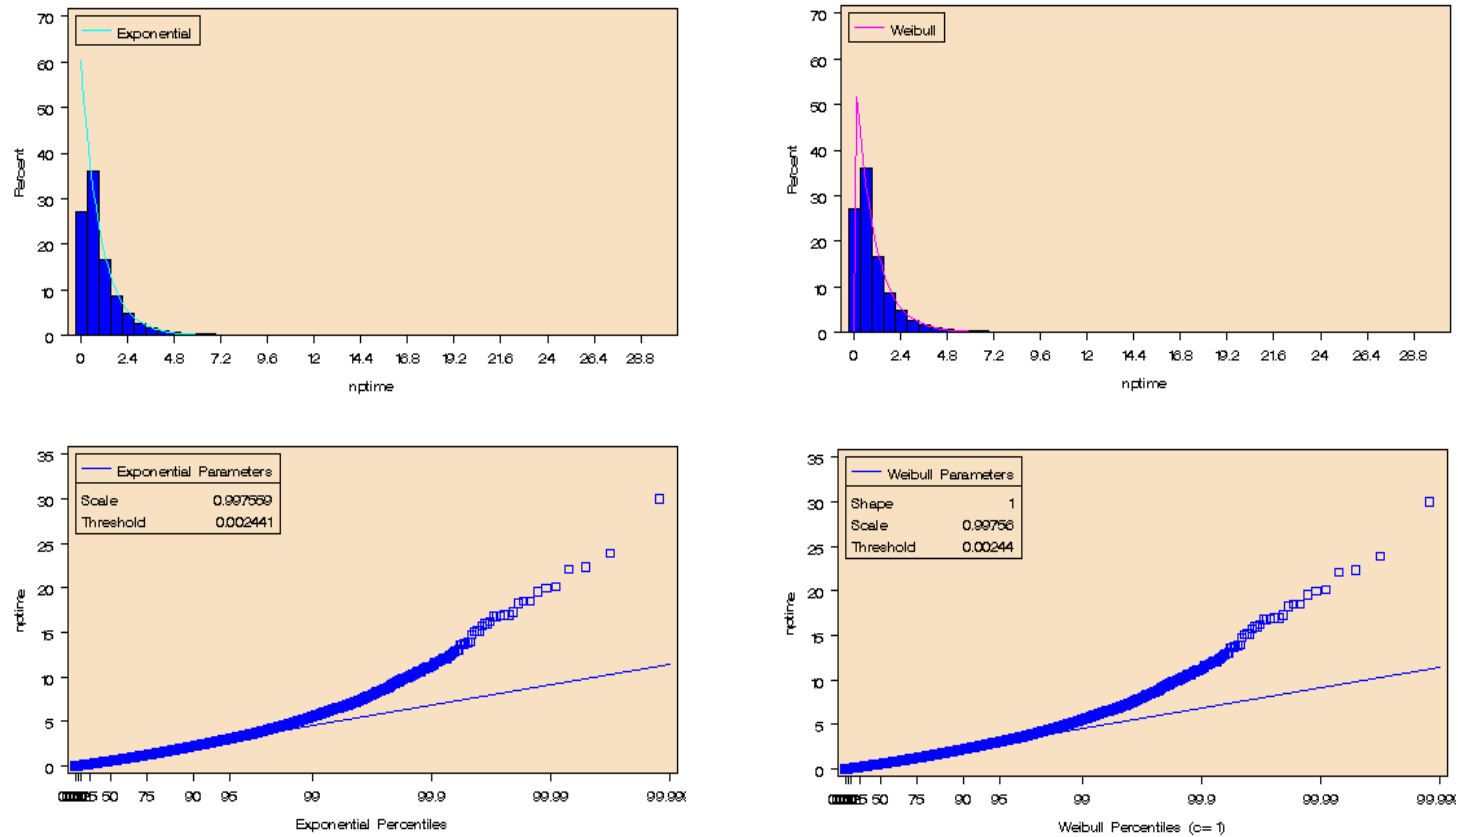 70
60
50
40
30
20
10
0
Percent
Exponential
0 2.4 4.8 7.2 9.6 12 14.4 16.8 19.2 21.6 24 26.4 28.8
nptime
70
60
50
40
30
20
10
0
Percent
Weibull
0 2.4 4.8 7.2 9.6 12 14.4 16.8 19.2 21.6 24 26.4 28.8
nptime
35
30
25
20
15
10
5
0
nptime
Exponential Parameters
Scale 0.997559
Threshold 0.002441
50 75 90 95 99 99.9 99.99
Exponential Percentiles
35
30
25
20
15
10
5
0
nptime
Weibull Parameters
Shape 1
Scale 0.99756
Threshold 0.00244
50 75 90 95 99 99.9 99.99
Weibull Percentiles (c=1)